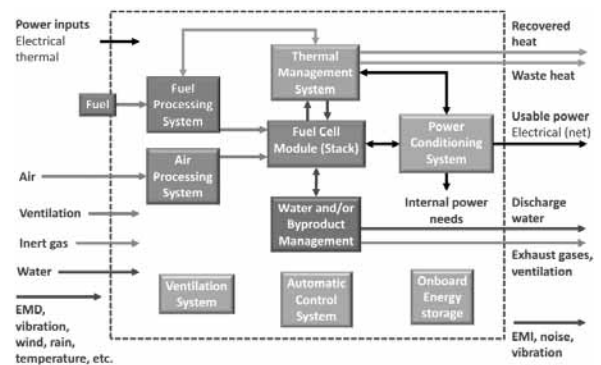 Power inputs
Electrical
thermal
Fuel
Air
Ventilation
Inert gas
Water
EMD,
vibration,
wind, rain,
temperature, etc.
Fuel
Processing
System
Air
Processing
System
Thermal
Management
System
Fuel Cell
Module (Stack)
Power
Conditioning
System
Internal power
needs
Water and/or
Byproduct
Management
Ventilation
System
Automatic
Control
System
Onboard
Energy
storage
Recovered
heat
Waste heat
Usable power
Electrical (net)
Discharge
water
Exhaust gases,
ventilation
EMI, noise,
vibration